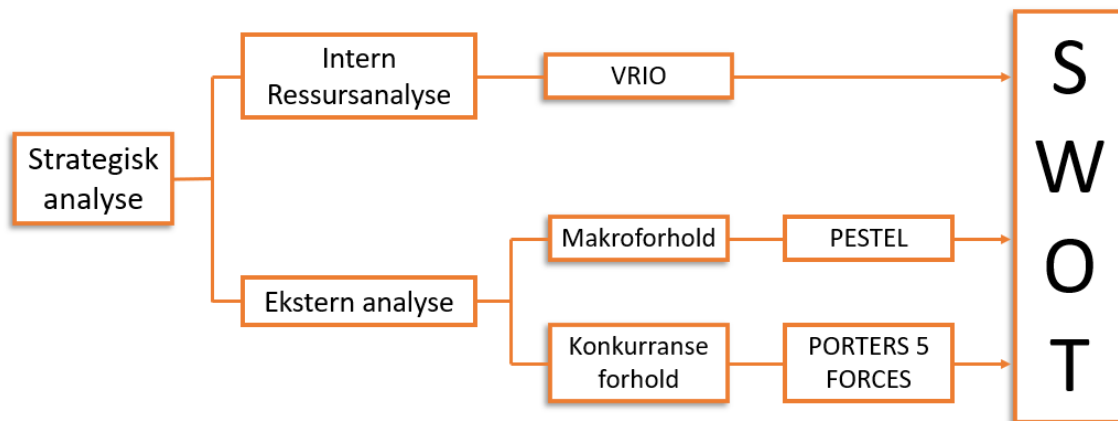 Strategisk
analyse
Intern
Ressursanalyse
VRIO
Ekstern analyse
Makroforhold
PESTEL
Konkurranse
forhold
PORTERS 5
FORCES
S
W
O
T